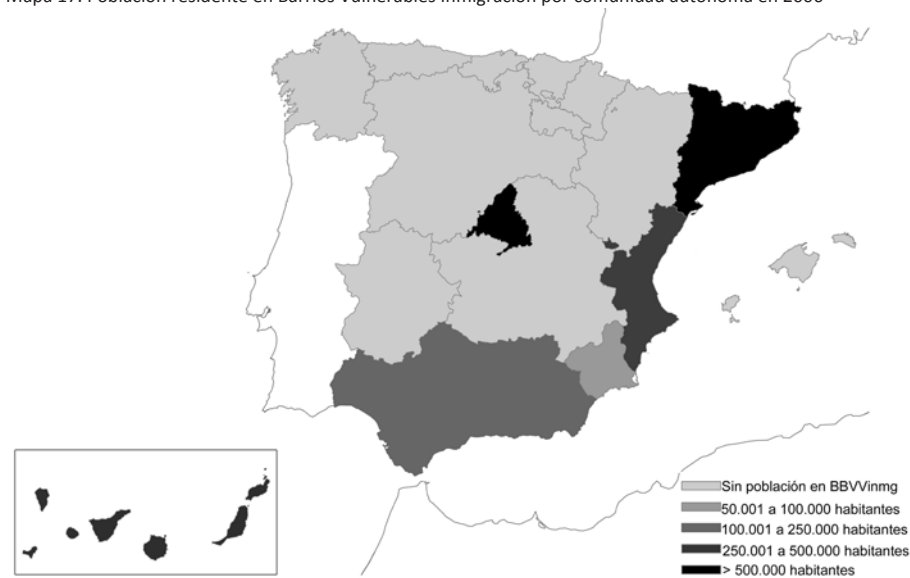 Mapa 17. Población residente en Barrios Vulnerables Inmigración por comunidad autónoma en 2006
Sin población en BBVVinmg
50.001 a 100.000 habitantes
100.001 a 250.000 habitantes
250.001 a 500.000 habitantes
> 500.000 habitantes